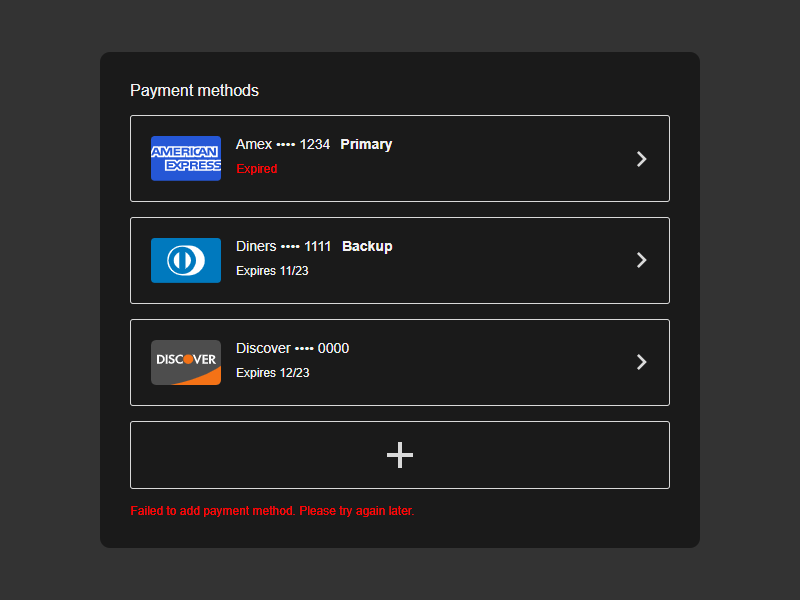 Payment methods
AMERICAN
EXPRESS
Amex •••• 1234 Primary
Expired
Diners •••• 1111 Backup
Expires 11/23
DISCOVER
Discover •••• 0000
Expires 12/23
Failed to add payment method. Please try again later.